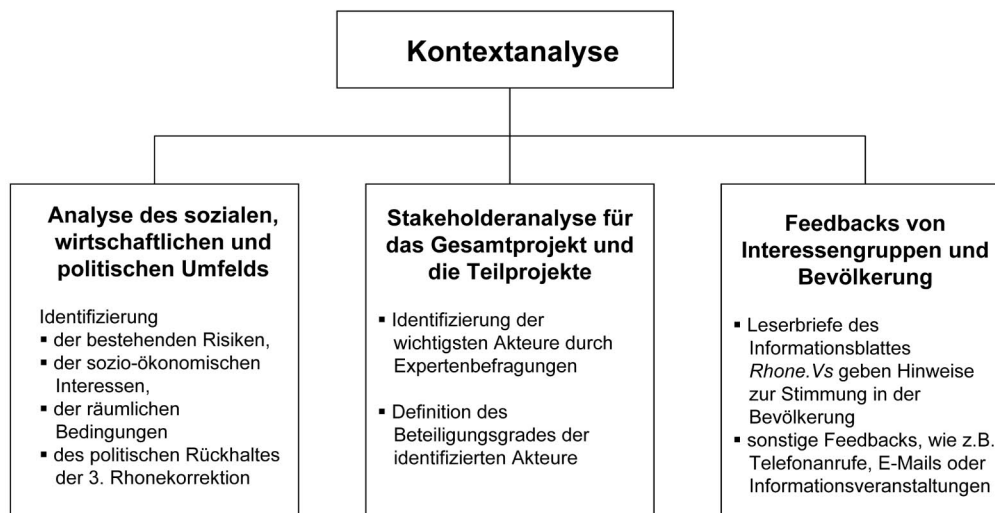 Kontextanalyse
Analyse des sozialen,
wirtschaftlichen und
politischen Umfelds
Identifizierung
▪ der bestehenden Risiken,
▪ der sozio-ökonomischen
Interessen,
▪ der räumlichen
Bedingungen
▪ des politischen Rückhaltes
der 3. Rhonekorrektion
Stakeholderanalyse für
das Gesamtprojekt und
die Teilprojekte
▪ Identifizierung der
wichtigsten Akteure durch
Expertenbefragungen
▪ Definition des
Beteiligungsgrades der
identifizierten Akteure
Feedbacks von
Interessengruppen und
Bevölkerung
▪ Leserbriefe des
Informationsblattes
Rhone.Vs geben Hinweise
zur Stimmung in der
Bevölkerung
▪ sonstige Feedbacks, wie z.B.
Telefonanrufe, E-Mails oder
Informationsveranstaltungen